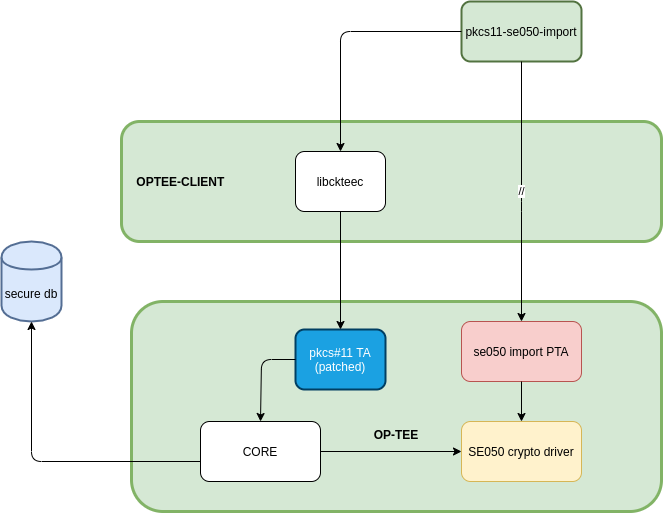 pkcs11-se050-import
OPTEE-CLIENT
libckteec
//
secure db
pkcs#11 TA
(patched)
se050 import PTA
OP-TEE
CORE
SE050 crypto driver